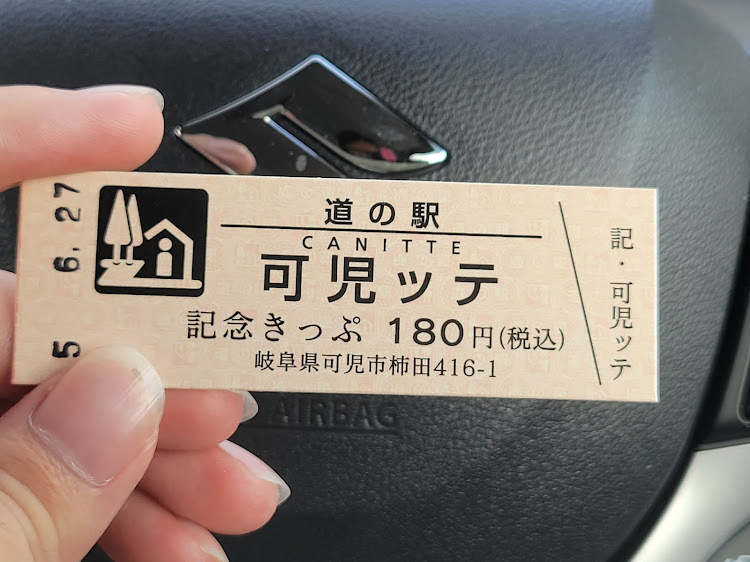 5 6. 27
道の駅
CANITTE
可児ッテ
記念きっぷ 180円(税込)
岐阜県可児市柿田416-1
記・可児ッテ
AIRBAG